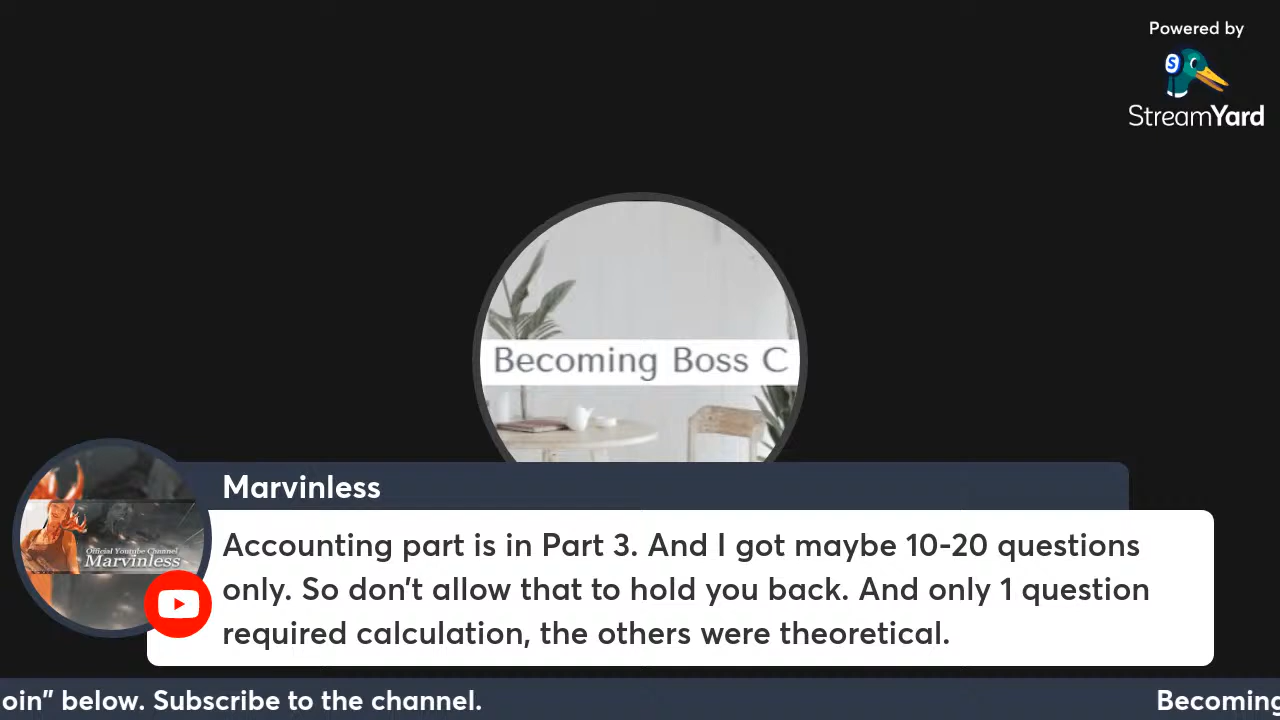 Powered by
StreamYard
Becoming Boss C
Marvinless
Official Youtube Channel
Marvinless
Accounting part is in Part 3. And I got maybe 10-20 questions
only. So don't allow that to hold you back. And only 1 question
required calculation, the others were theoretical.
oin” below. Subscribe to the channel.
Becoming